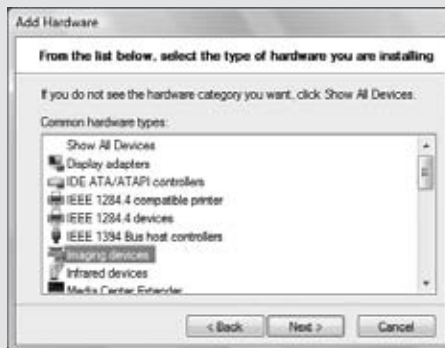 Add Hardware
From the list below, select the type of hardware you are installing
If you do not see the hardware category you want, click Show All Devices.
Common hardware types:
Show All Devices
Display adapters
IDE ATA/ATAPI controllers
IEEE 1284.4 compatible printer
IEEE 1284.4 devices
IEEE 1394 Bus host controllers
Imaging devices
Infrared devices
Media Center Extender
< Back
Next >
Cancel